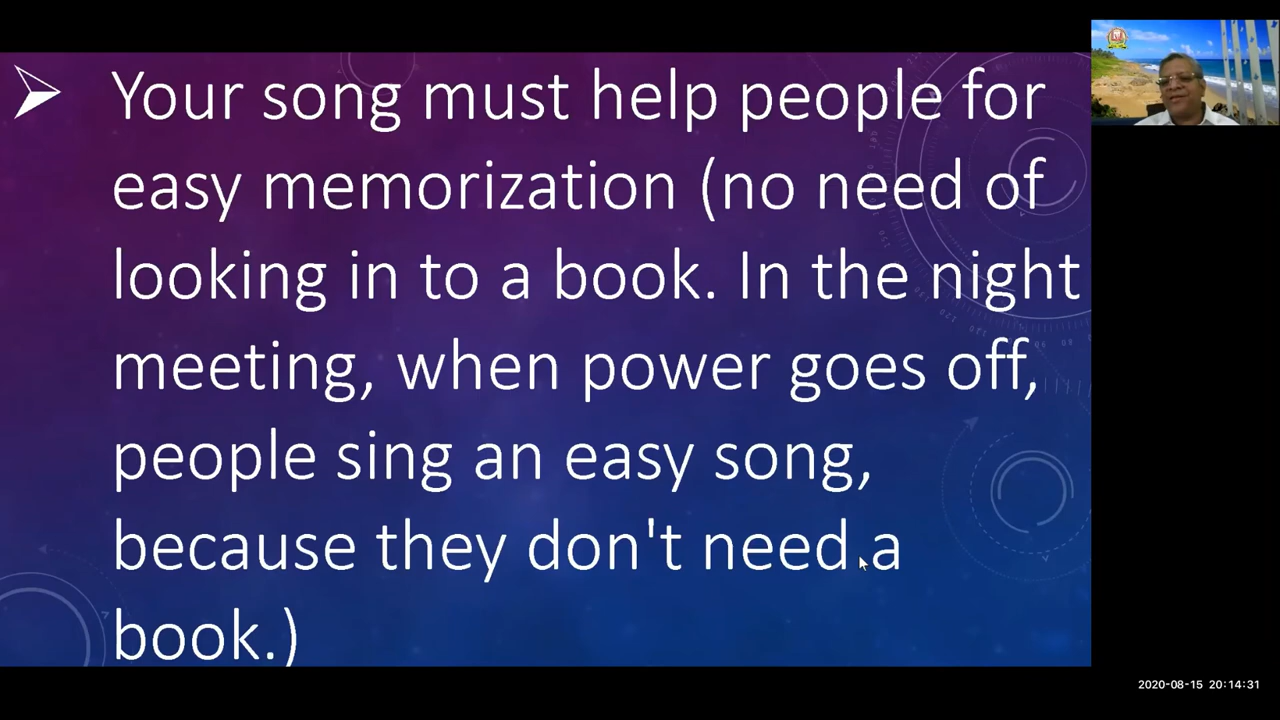 Your song must help people for
easy memorization (no need of
looking in to a book. In the night
meeting, when power goes off,
people sing an easy song,
because they don't need a
book.)
2020-08-15 20:14:31